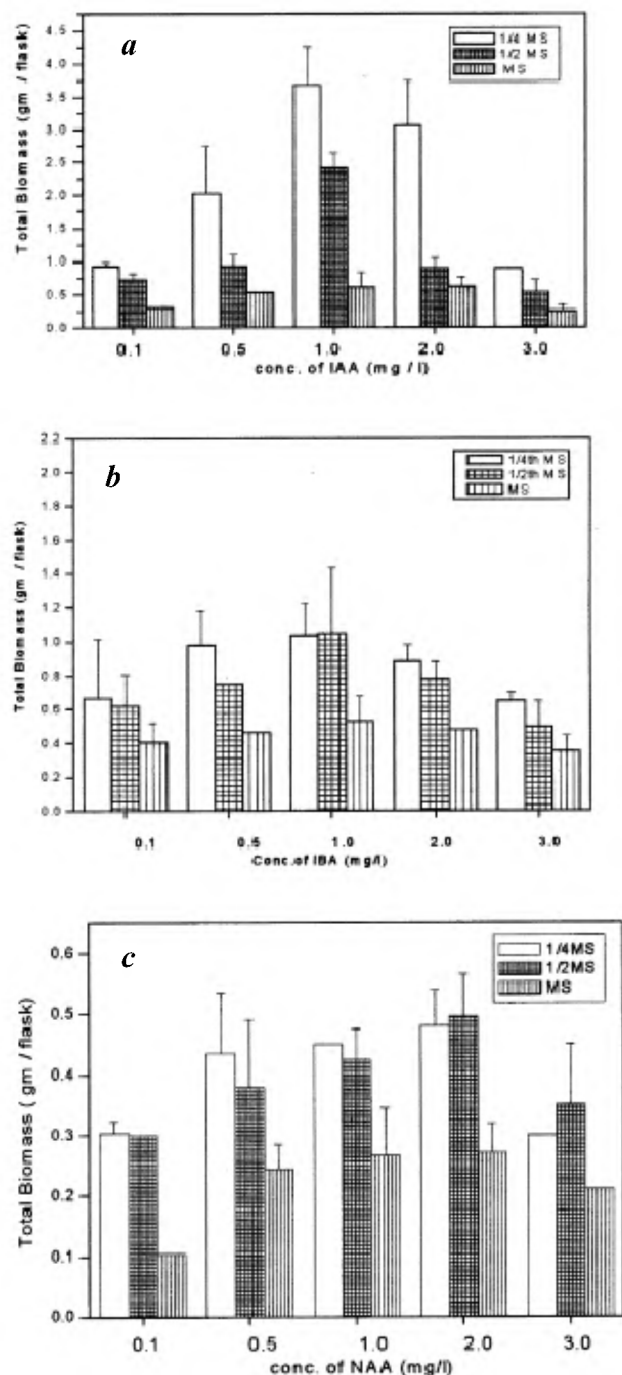 a
1/4 MS
1/2 MS
MS
Total Biomass (gm / flask)
4.5
4.0
3.5
3.0
2.5
2.0
1.5
1.0
0.5
0.0
0.1 0.5 1.0 2.0 3.0
conc. of IAA (mg / l)
b
1/4th MS
1/2th MS
MS
Total Biomass (gm / flask)
2.2
2.0
1.8
1.6
1.4
1.2
1.0
0.8
0.6
0.4
0.2
0.0
0.1 0.5 1.0 2.0 3.0
Conc.of IBA (mg/l)
c
1/4MS
1/2MS
MS
Total Biomass ( gm / flask)
0.6
0.5
0.4
0.3
0.2
0.1
0.0
0.1 0.5 1.0 2.0 3.0
conc. of NAA (mg/l)